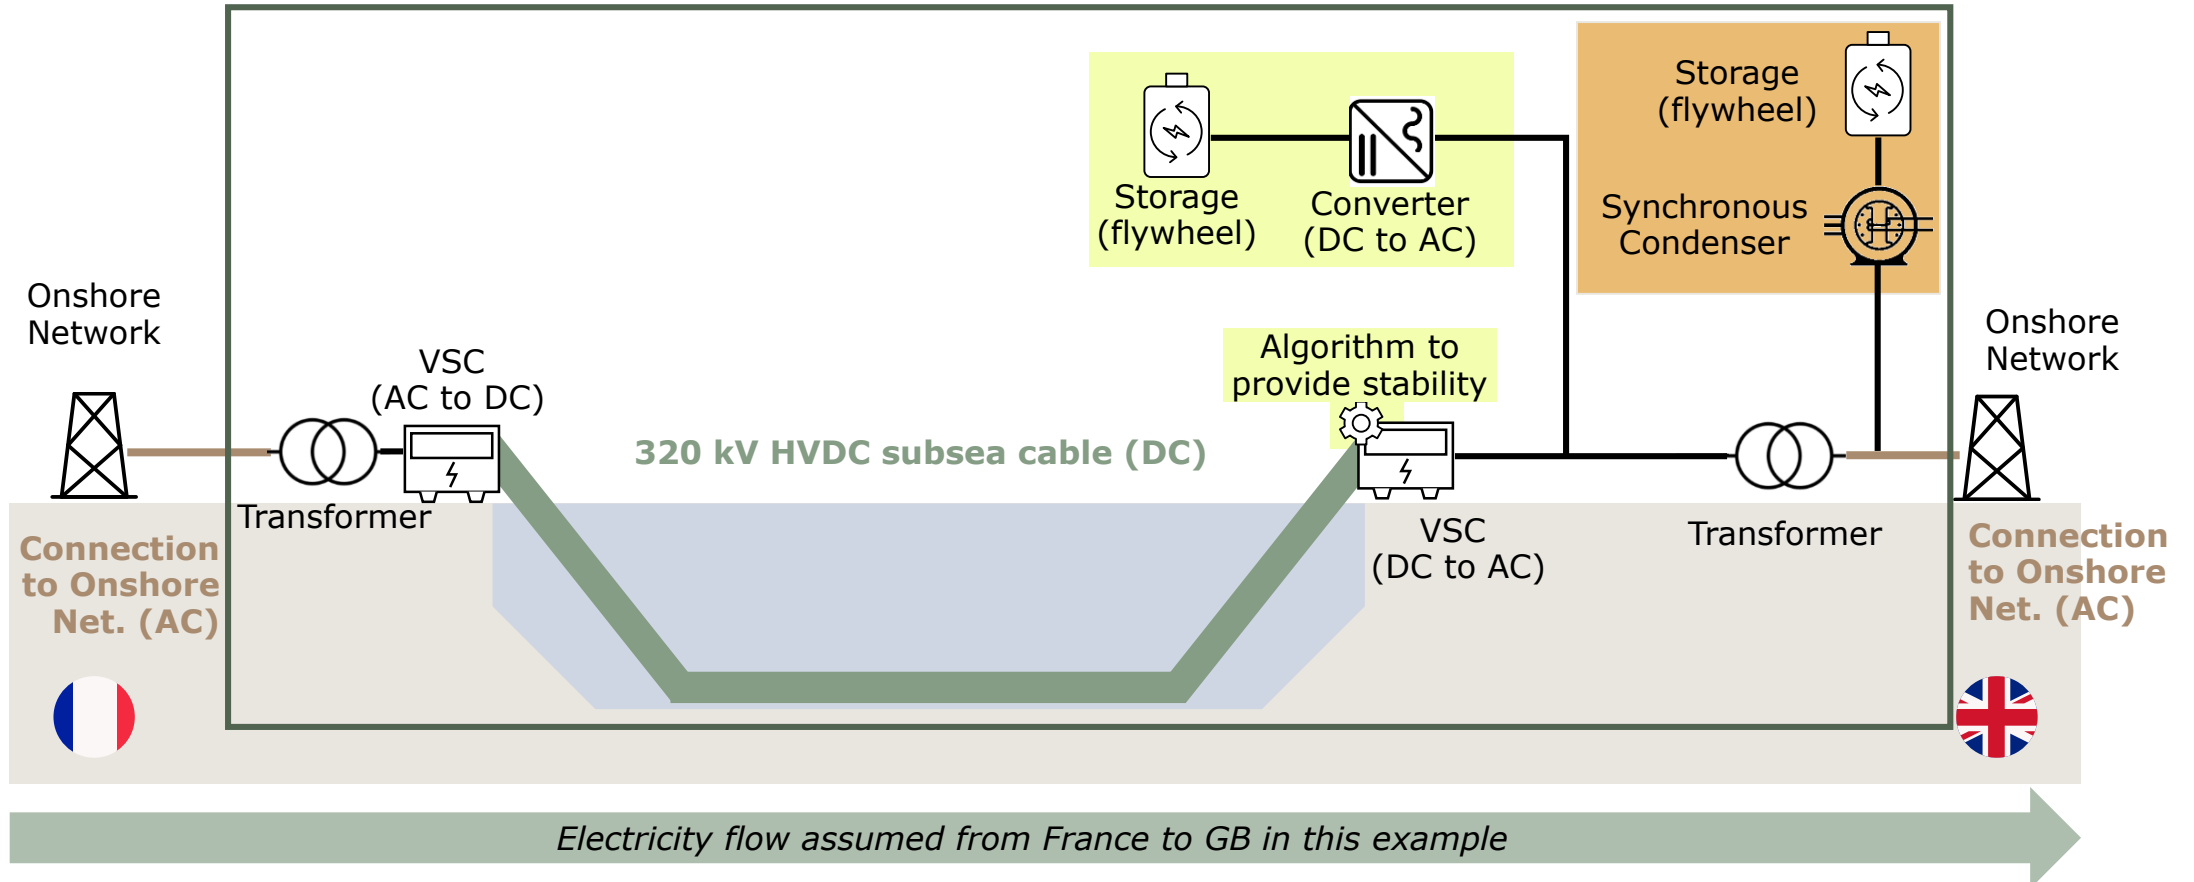 Storage
(flywheel)
Synchronous
Condenser
Storage
(flywheel)
Converter
(DC to AC)
Onshore
Network
Onshore
Network
VSC
(AC to DC)
Algorithm to
provide stability
320 kV HVDC subsea cable (DC)
Transformer
VSC
(DC to AC)
Transformer
Connection
to Onshore
Net. (AC)
Connection
to Onshore
Net. (AC)
Electricity flow assumed from France to GB in this example